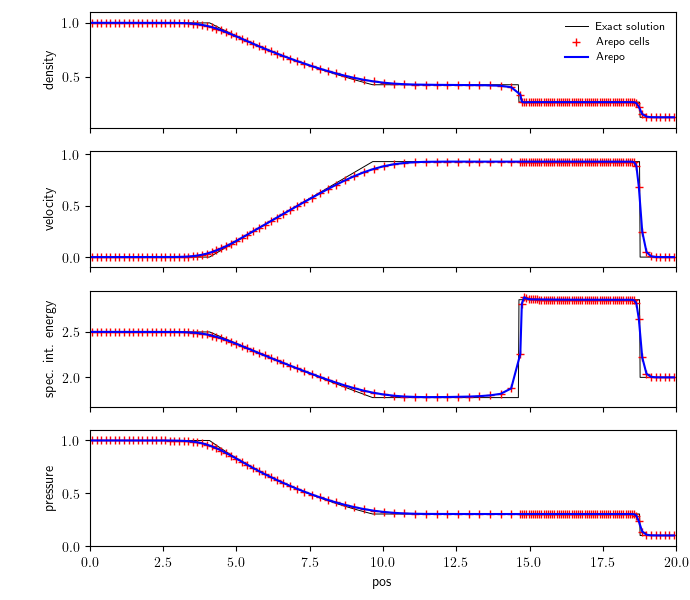 1.0
0.5
density
Exact solution
Arepo cells
Arepo
1.0
0.5
0.0
velocity
2.5
2.0
spec. int. energy
1.0
0.5
0.0
pressure
0.0 2.5 5.0 7.5 10.0 12.5 15.0 17.5 20.0
pos